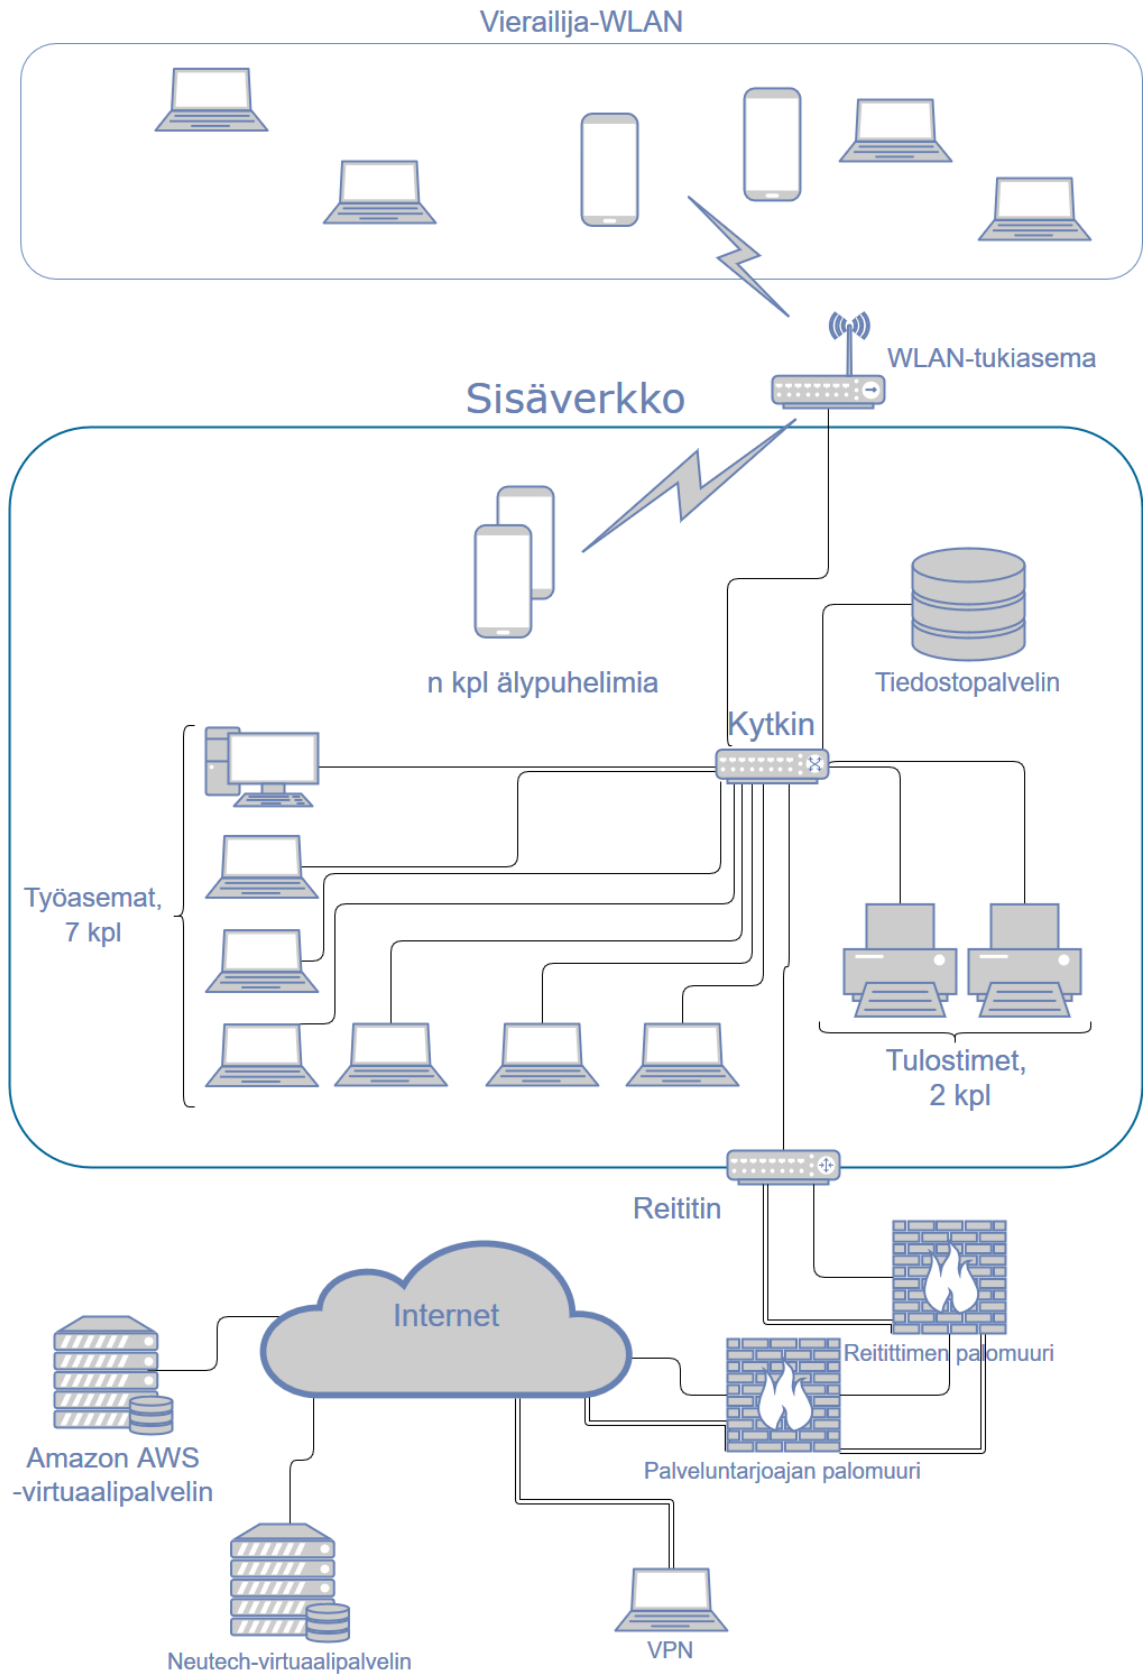 Vierailija-WLAN
WLAN-tukiasema
Sisäverkko
n kpl älypuhelimia
Tiedostopalvelin
Kytkin
Työasemat,
7 kpl
Tulostimet,
2 kpl
Reititin
Internet
Reitittimen palomuuri
Amazon AWS
-virtuaalipalvelin
Palveluntarjoajan palomuuri
Neutech-virtuaalipalvelin
VPN